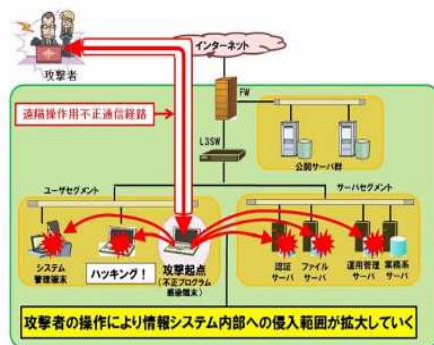 インターネット
攻撃者
FW
遠隔操作用不正通信経路
L3SW
公開サーバ群
ユーザセグメント
サーバセグメント
システム
管理端末
ハッキング！
攻撃起点
（不正プログラム
感染端末）
認証
サーバ
ファイル
サーバ
運用管理
サーバ
業務系
サーバ
攻撃者の操作により情報システム内部への侵入範囲が拡大していく